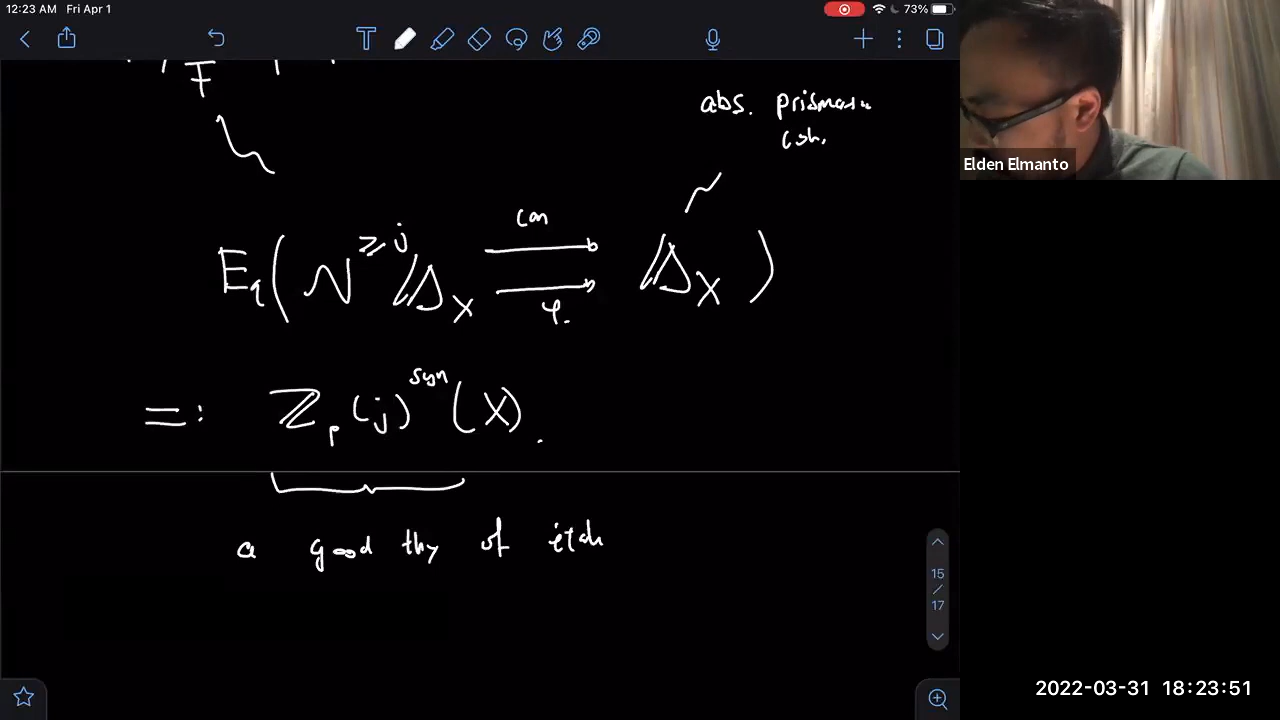 12:23 AM Fri Apr 1
73%
abs. prismatic
coh.
Eq( N^{≥j} 𝚫_X ⇉ 𝚫_X )
can
φ.
=: ℤ_p(j)^{syn}(X).
a good thy of étale
15
/
17
Elden Elmanto
2022-03-31 18:23:51